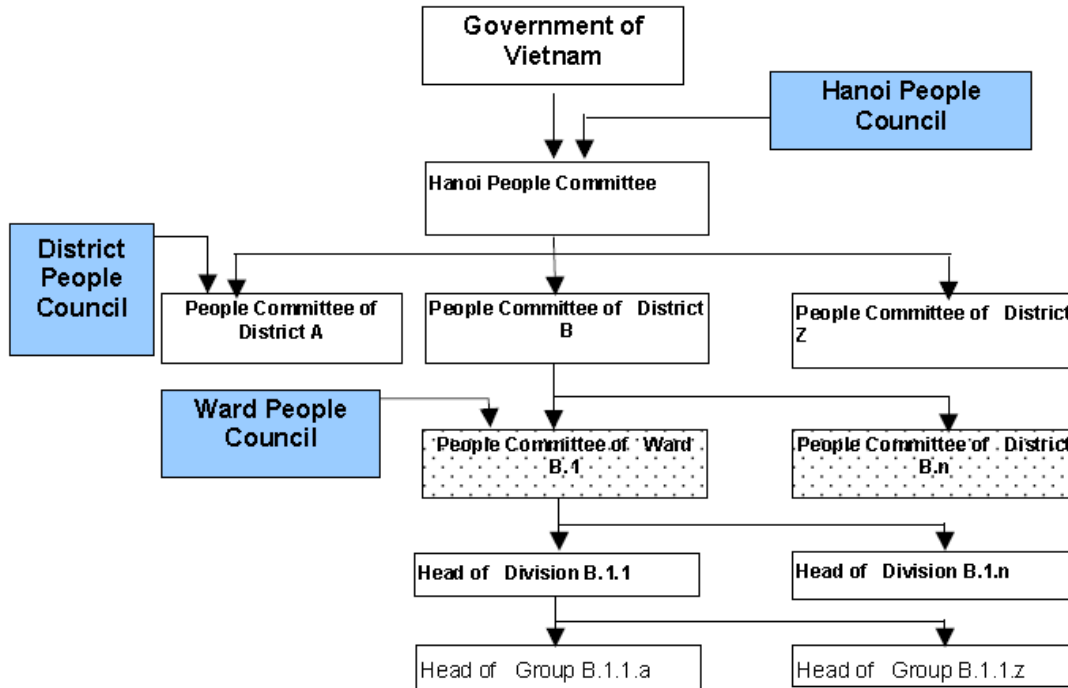 Government of
Vietnam
Hanoi People
Council
Hanoi People Committee
District
People
Council
People Committee of
District A
People Committee of District
B
People Committee of District
Z
Ward People
Council
People Committee of Ward
B.1
People Committee of District
B.n
Head of Division B.1.1
Head of Division B.1.n
Head of Group B.1.1.a
Head of Group B.1.1.z